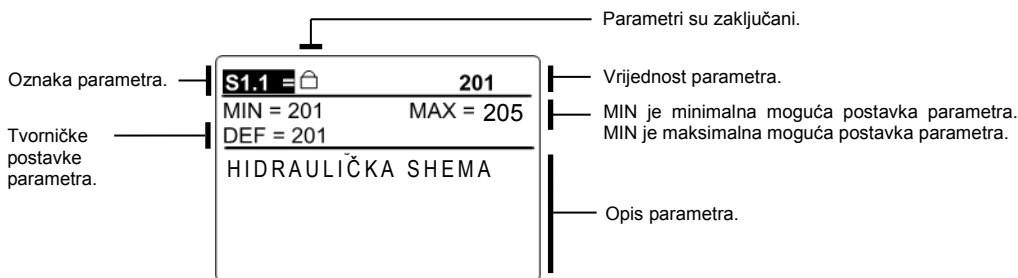 Parametri su zaključani.
Oznaka parametra.
S1.1 = 201
Vrijednost parametra.
MIN = 201 MAX = 205
MIN je minimalna moguća postavka parametra.
MIN je maksimalna moguća postavka parametra.
DEF = 201
Tvorničke
postavke
parametra.
HIDRAULIČKA SHEMA
Opis parametra.